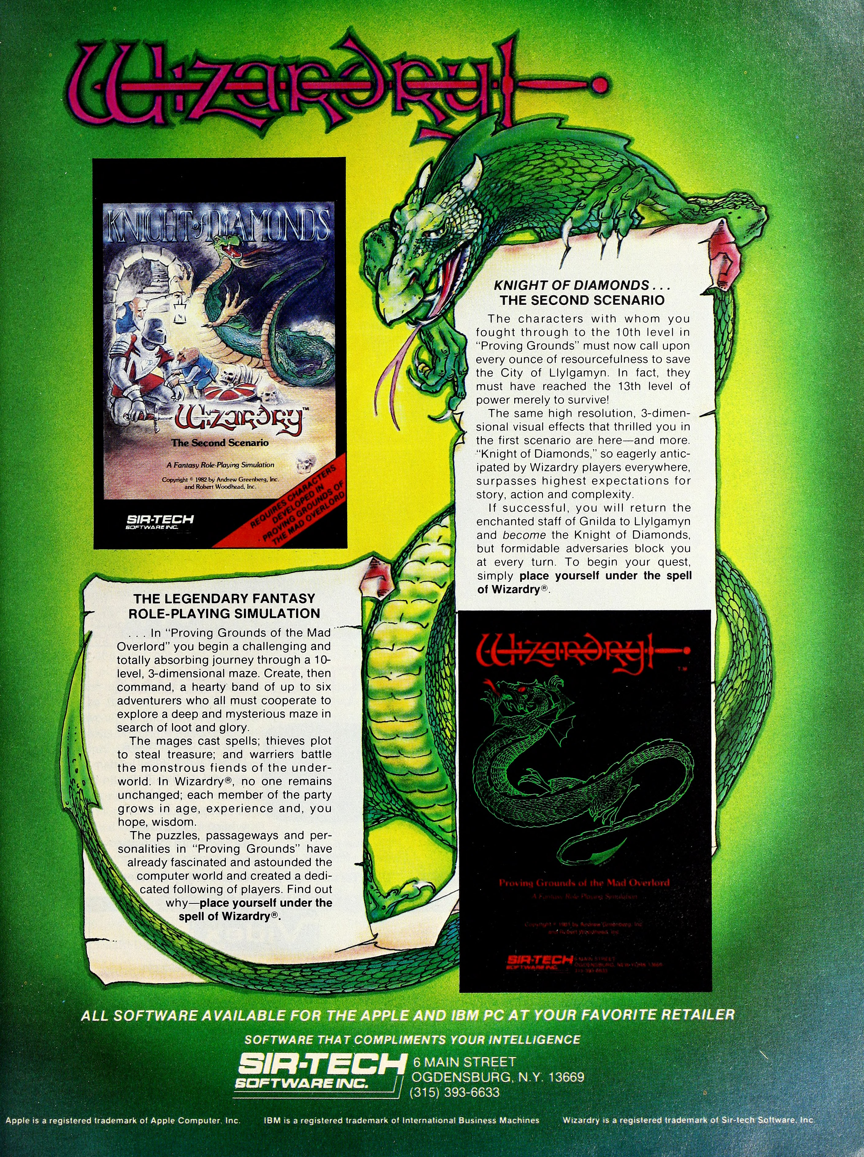 Wizardry
KNIGHT OF DIAMONDS
Wizardry™
The Second Scenario
A Fantasy Role-Playing Simulation
Copyright © 1982 by Andrew Greenberg, Inc.
and Robert Woodhead, Inc.
SIR-TECH
SOFTWARE INC.
REQUIRES CHARACTERS
DEVELOPED IN
PROVING GROUNDS OF
THE MAD OVERLORD
KNIGHT OF DIAMONDS . . .
THE SECOND SCENARIO
The characters with whom you
fought through to the 10th level in
“Proving Grounds” must now call upon
every ounce of resourcefulness to save
the City of Llylgamyn. In fact, they
must have reached the 13th level of
power merely to survive!
The same high resolution, 3-dimen-
sional visual effects that thrilled you in
the first scenario are here—and more.
“Knight of Diamonds,” so eagerly antic-
ipated by Wizardry players everywhere,
surpasses highest expectations for
story, action and complexity.
If successful, you will return the
enchanted staff of Gnilda to Llylgamyn
and become the Knight of Diamonds,
but formidable adversaries block you
at every turn. To begin your quest,
simply place yourself under the spell
of Wizardry®.
THE LEGENDARY FANTASY
ROLE-PLAYING SIMULATION
. . . In “Proving Grounds of the Mad
Overlord” you begin a challenging and
totally absorbing journey through a 10-
level, 3-dimensional maze. Create, then
command, a hearty band of up to six
adventurers who all must cooperate to
explore a deep and mysterious maze in
search of loot and glory.
The mages cast spells; thieves plot
to steal treasure; and warriers battle
the monstrous fiends of the under-
world. In Wizardry®, no one remains
unchanged; each member of the party
grows in age, experience and, you
hope, wisdom.
The puzzles, passageways and per-
sonalities in “Proving Grounds” have
already fascinated and astounded the
computer world and created a dedi-
cated following of players. Find out
why—place yourself under the
spell of Wizardry®.
Wizardry™
Proving Grounds of the Mad Overlord
A Fantasy Role-Playing Simulation
Copyright © 1981 by Andrew Greenberg, Inc.
and Robert Woodhead, Inc.
SIR-TECH
SOFTWARE INC.
ALL SOFTWARE AVAILABLE FOR THE APPLE AND IBM PC AT YOUR FAVORITE RETAILER
SOFTWARE THAT COMPLIMENTS YOUR INTELLIGENCE
SIR-TECH
SOFTWARE INC.
6 MAIN STREET
OGDENSBURG, N.Y. 13669
(315) 393-6633
Apple is a registered trademark of Apple Computer, Inc. IBM is a registered trademark of International Business Machines Wizardry is a registered trademark of Sir-tech Software, Inc.